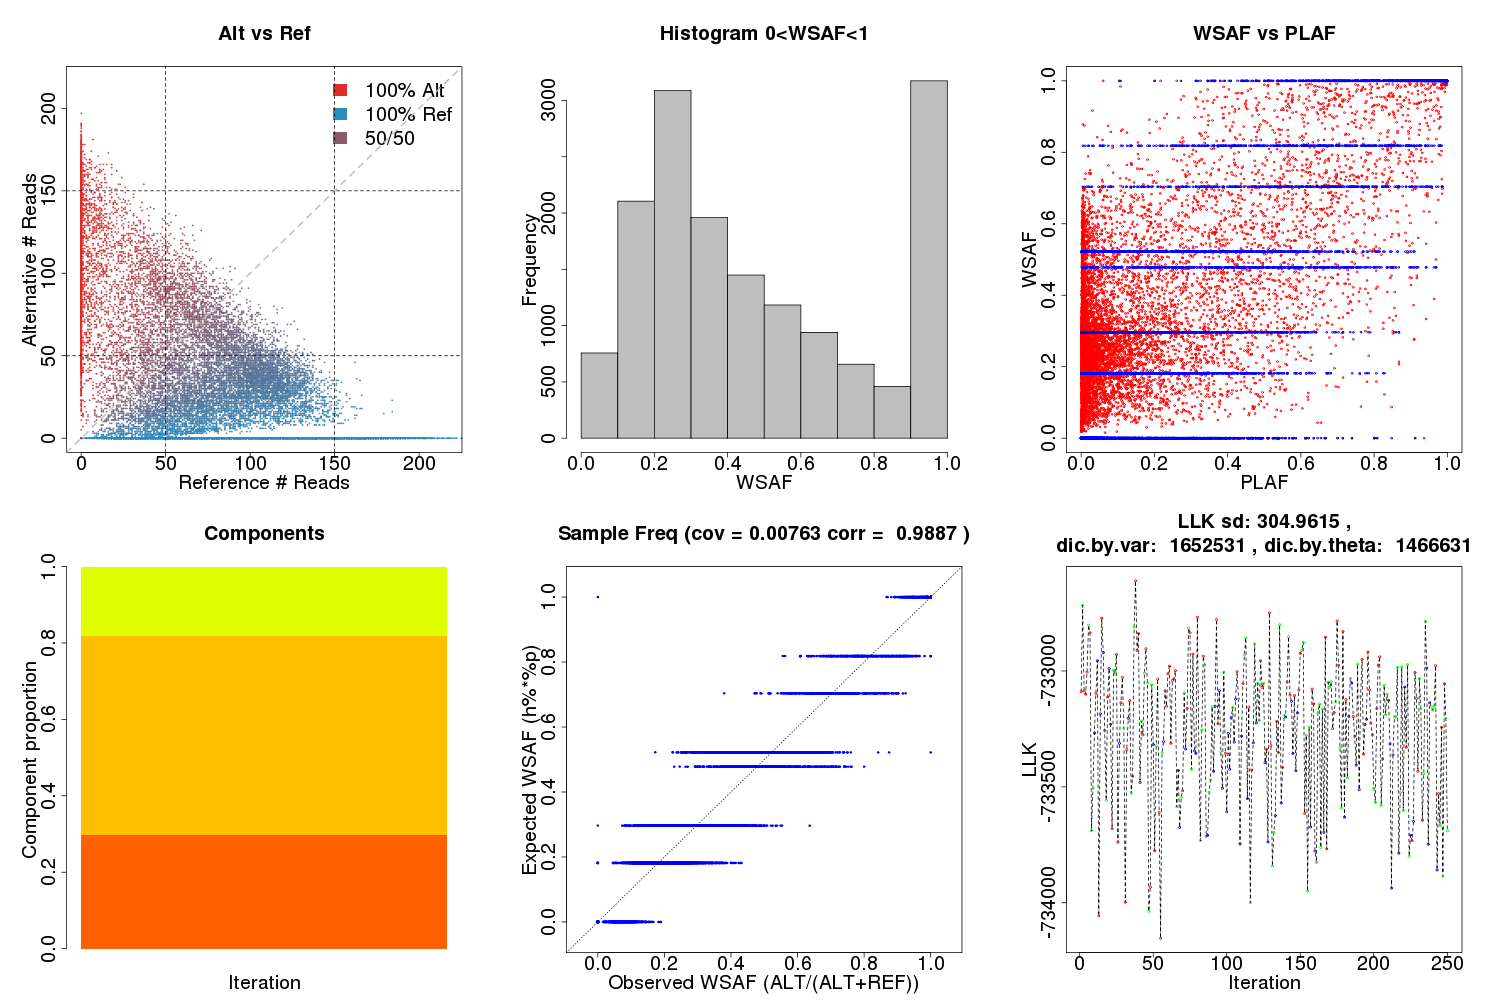 Alt vs Ref
100% Alt
100% Ref
50/50
Alternative # Reads
0 50 100 150 200
0 50 100 150 200
Reference # Reads
Histogram 0<WSAF<1
Frequency
0 500 1000 2000 3000
0.0 0.2 0.4 0.6 0.8 1.0
WSAF
WSAF vs PLAF
WSAF
0.0 0.2 0.4 0.6 0.8 1.0
0.0 0.2 0.4 0.6 0.8 1.0
PLAF
Components
Component proportion
0.0 0.2 0.4 0.6 0.8 1.0
Iteration
Sample Freq (cov = 0.00763 corr = 0.9887 )
Expected WSAF (h%*%p)
0.0 0.2 0.4 0.6 0.8 1.0
0.0 0.2 0.4 0.6 0.8 1.0
Observed WSAF (ALT/(ALT+REF))
LLK sd: 304.9615 ,
dic.by.var: 1652531 , dic.by.theta: 1466631
LLK
-734000 -733500 -733000
0 50 100 150 200 250
Iteration